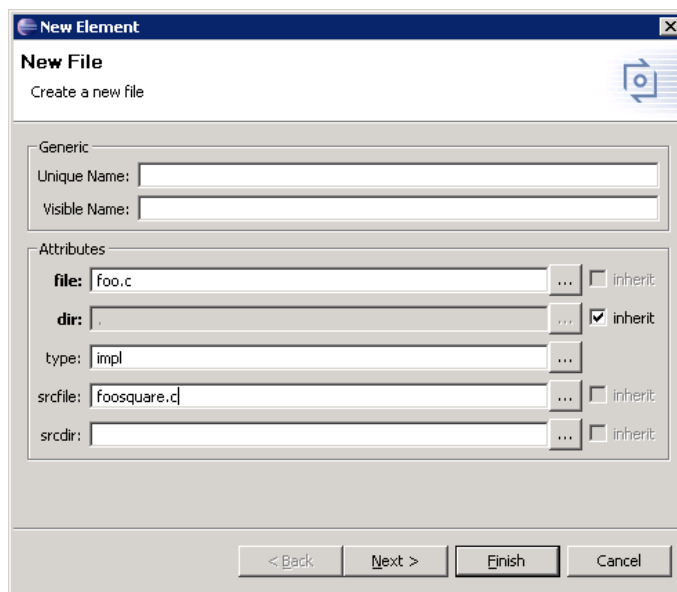 New Element
New File
Create a new file
Generic
Unique Name:
Visible Name:
Attributes
file: foo.c ... inherit
dir: . ... inherit
type: impl ...
srcfile: foosquare.c ... inherit
srcdir: ... inherit
< Back Next > Finish Cancel